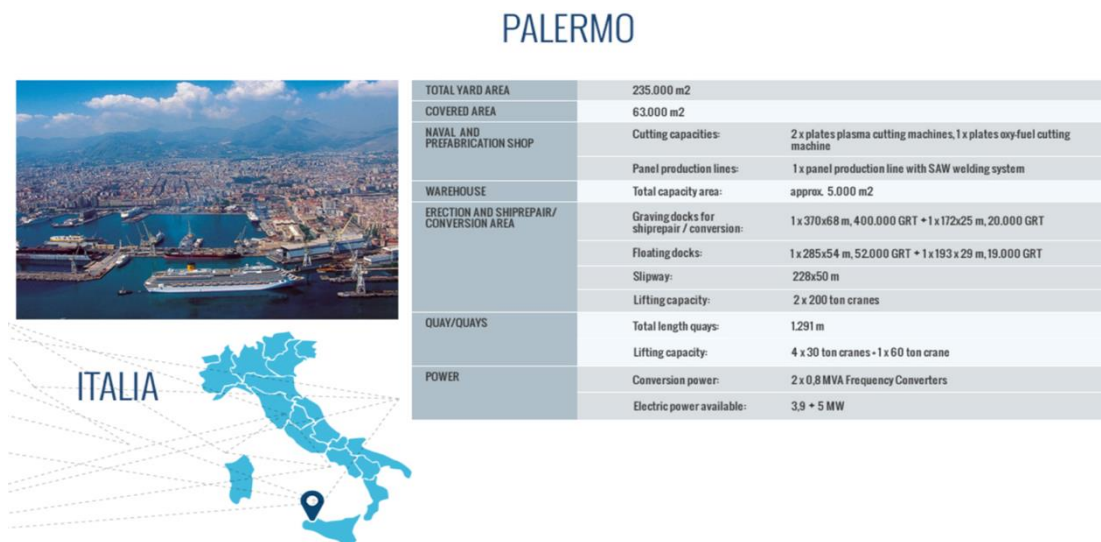 PALERMO
TOTAL YARD AREA 235.000 m2
COVERED AREA 63.000 m2
NAVAL AND
PREFABRICATION SHOP
Cutting capacities: 2 x plates plasma cutting machines, 1 x plates oxy-fuel cutting
machine
Panel production lines: 1 x panel production line with SAW welding system
WAREHOUSE Total capacity area: approx. 5.000 m2
ERECTION AND SHIPREPAIR/
CONVERSION AREA
Graving docks for
shiprepair / conversion:
1 x 370x68 m, 400.000 GRT + 1 x 172x25 m, 20.000 GRT
Floating docks: 1 x 285x54 m, 52.000 GRT + 1 x 193 x 29 m, 19.000 GRT
Slipway: 228x50 m
Lifting capacity: 2 x 200 ton cranes
QUAY/QUAYS Total length quays: 1.291 m
Lifting capacity: 4 x 30 ton cranes - 1 x 60 ton crane
POWER Conversion power: 2 x 0,8 MVA Frequency Converters
Electric power available: 3,9 + 5 MW
ITALIA